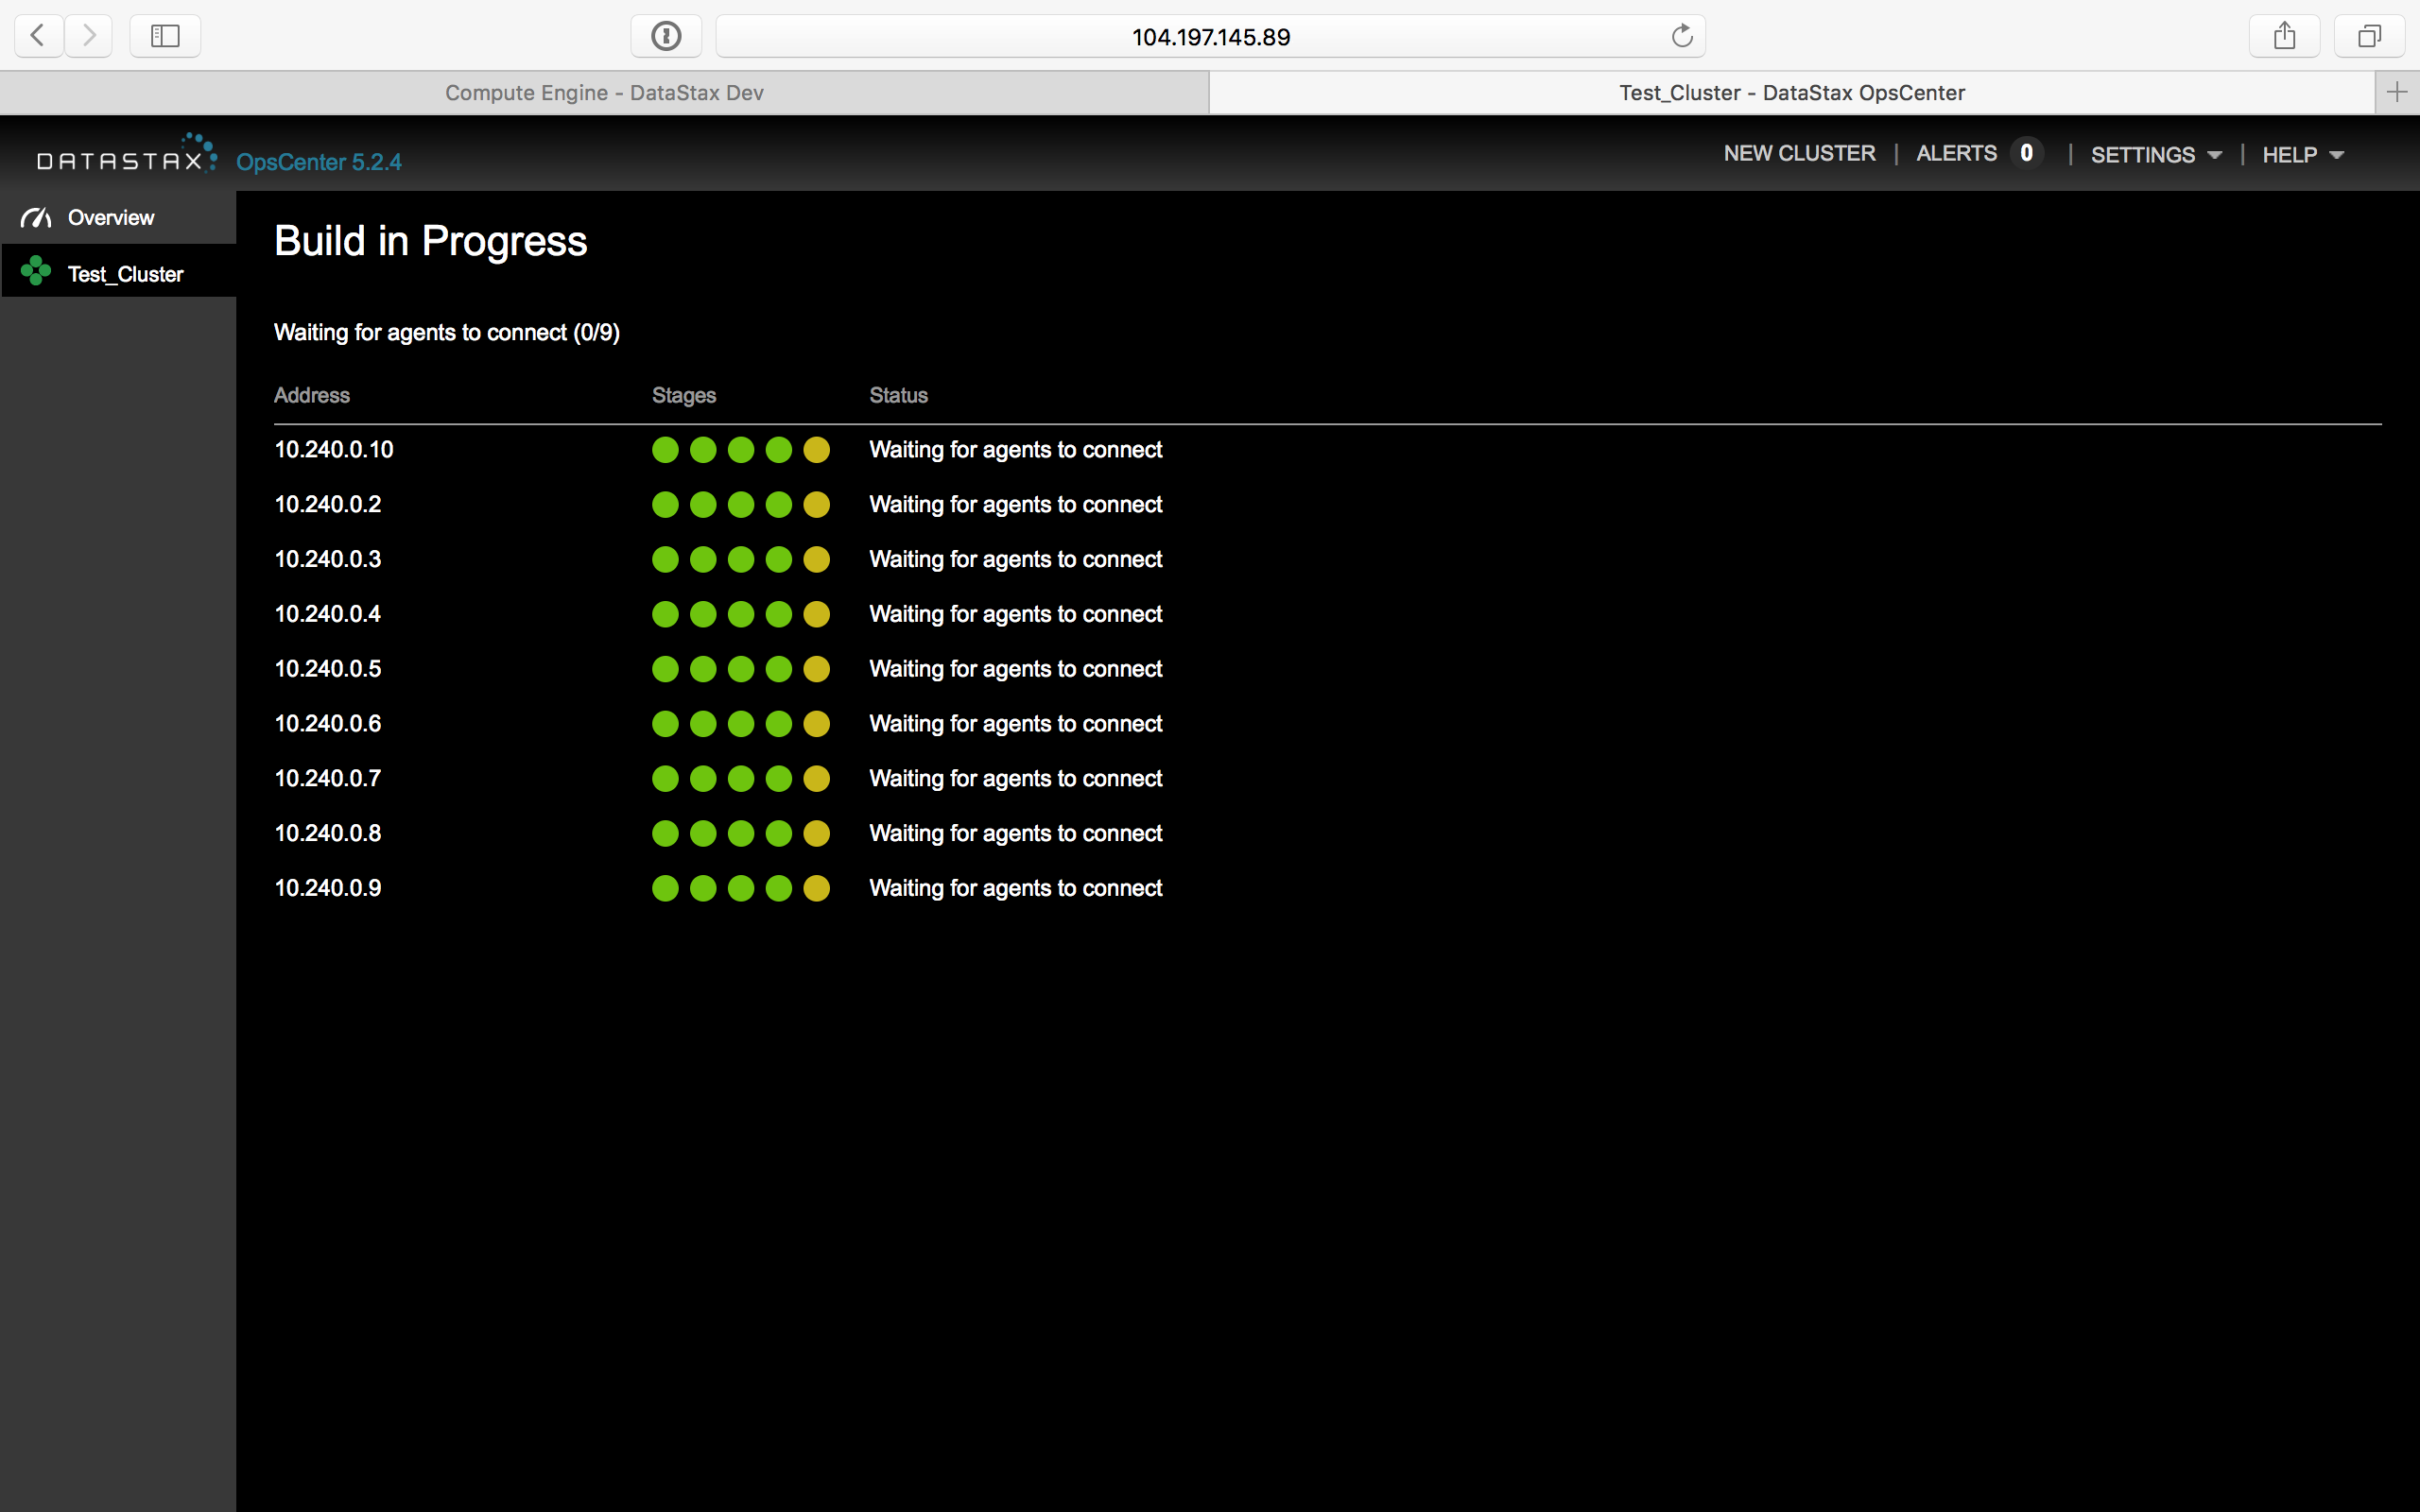 104.197.145.89
Compute Engine - DataStax Dev
Test_Cluster - DataStax OpsCenter
DATASTAX OpsCenter 5.2.4
NEW CLUSTER | ALERTS 0 | SETTINGS | HELP
Overview
Test_Cluster
Build in Progress
Waiting for agents to connect (0/9)
Address Stages Status
10.240.0.10 Waiting for agents to connect
10.240.0.2 Waiting for agents to connect
10.240.0.3 Waiting for agents to connect
10.240.0.4 Waiting for agents to connect
10.240.0.5 Waiting for agents to connect
10.240.0.6 Waiting for agents to connect
10.240.0.7 Waiting for agents to connect
10.240.0.8 Waiting for agents to connect
10.240.0.9 Waiting for agents to connect